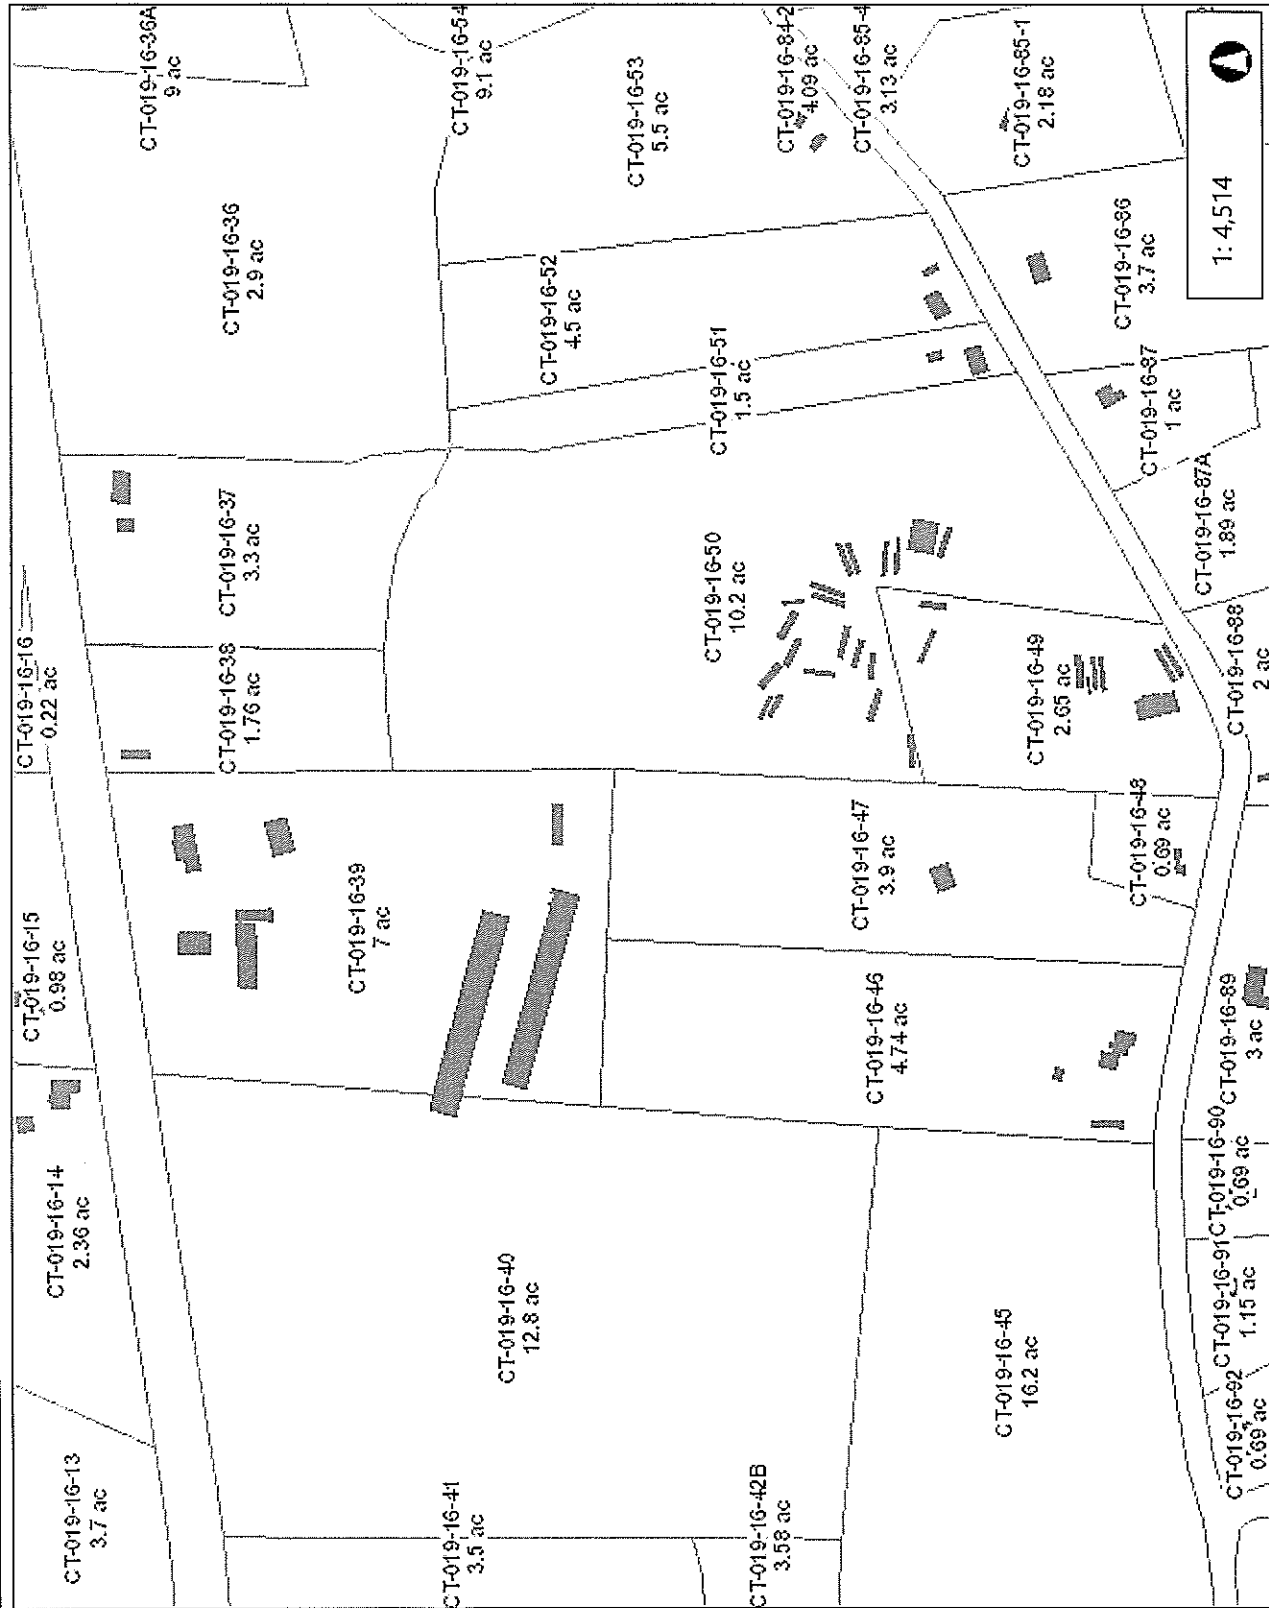 CT-019-16-13
3.7 ac
CT-019-16-14
2.36 ac
CT-019-16-15
0.98 ac
CT-019-16-16
0.22 ac
CT-019-16-36A
9 ac
CT-019-16-36
2.9 ac
CT-019-16-37
3.3 ac
CT-019-16-38
1.76 ac
CT-019-16-39
7 ac
CT-019-16-40
12.8 ac
CT-019-16-41
3.5 ac
CT-019-16-54
9.1 ac
CT-019-16-53
5.5 ac
CT-019-16-52
4.5 ac
CT-019-16-51
1.5 ac
CT-019-16-50
10.2 ac
CT-019-16-42B
3.58 ac
CT-019-16-84-2
4.09 ac
CT-019-16-85-4
3.13 ac
CT-019-16-85-1
2.18 ac
CT-019-16-49
2.65 ac
CT-019-16-47
3.9 ac
CT-019-16-46
4.74 ac
CT-019-16-45
16.2 ac
CT-019-16-86
3.7 ac
CT-019-16-87
1 ac
CT-019-16-87A
1.89 ac
CT-019-16-48
0.69 ac
CT-019-16-88
2 ac
CT-019-16-89
3 ac
CT-019-16-90
0.69 ac
CT-019-16-91
1.15 ac
CT-019-16-92
0.69 ac
1: 4,514